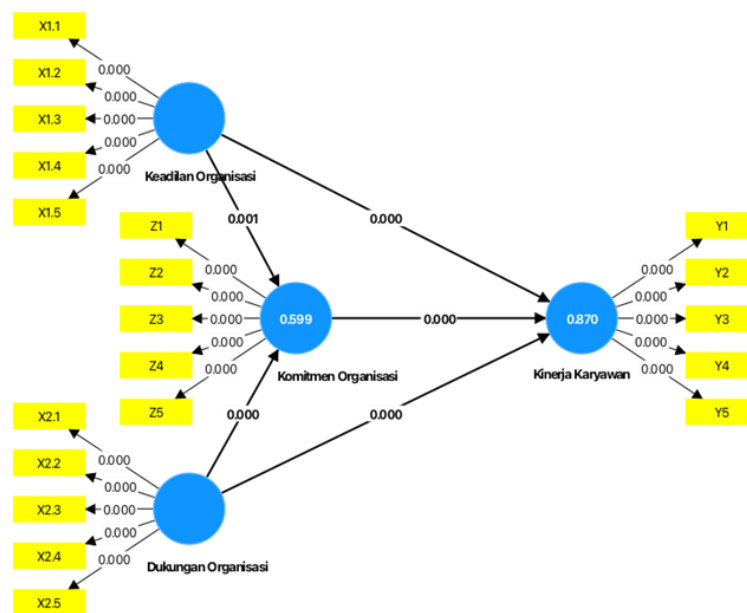 X1.1
0.000
X1.2
0.000
X1.3
0.000
X1.4
0.000
X1.5
0.000
Keadilan Organisasi
0.001
0.000
Z1
0.000
Z2
0.000
Z3
0.000
Z4
0.000
Z5
0.000
0.599
Komitmen Organisasi
0.000
0.870
Kinerja Karyawan
Y1
0.000
Y2
0.000
Y3
0.000
Y4
0.000
Y5
0.000
0.000
0.000
X2.1
0.000
X2.2
0.000
X2.3
0.000
X2.4
0.000
X2.5
0.000
Dukungan Organisasi